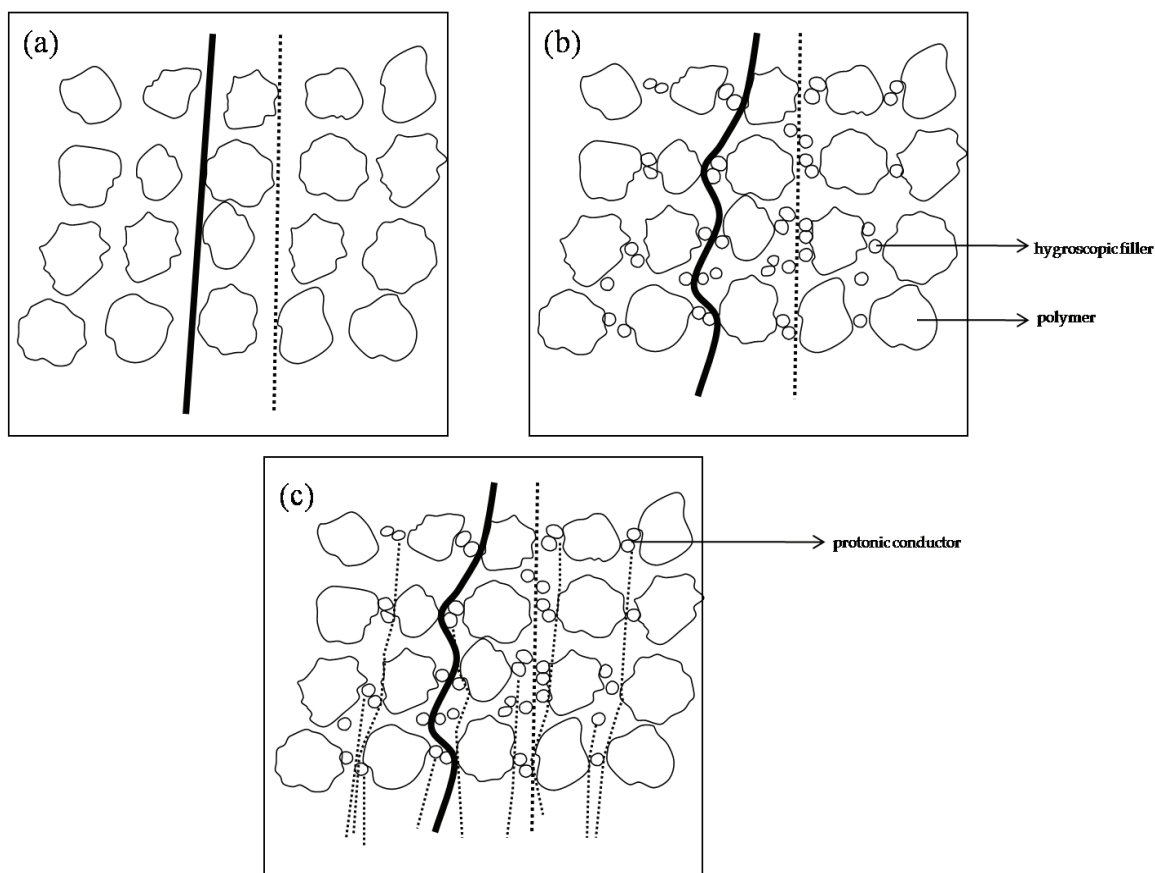 (a)
(b)
hygroscopic filler
polymer
(c)
protonic conductor